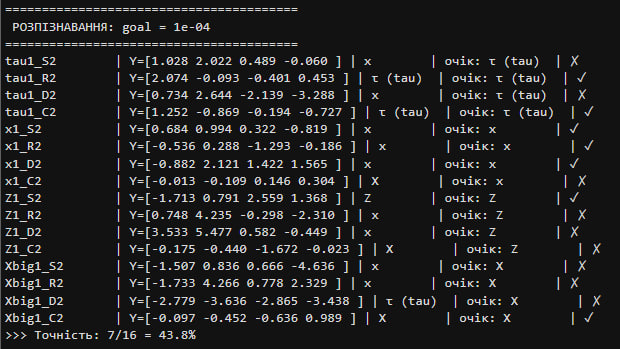 ========================================
РОЗПІЗНАВАННЯ: goal = 1e-04
========================================
tau1_S2 | Y=[1.028 2.022 0.489 -0.060 ] | x | очік: τ (tau) | ✗
tau1_R2 | Y=[2.074 -0.093 -0.401 0.453 ] | τ (tau) | очік: τ (tau) | ✓
tau1_D2 | Y=[0.734 2.644 -2.139 -3.288 ] | x | очік: τ (tau) | ✗
tau1_C2 | Y=[1.252 -0.869 -0.194 -0.727 ] | τ (tau) | очік: τ (tau) | ✓
x1_S2 | Y=[0.684 0.994 0.322 -0.819 ] | x | очік: x | ✓
x1_R2 | Y=[-0.536 0.288 -1.293 -0.186 ] | x | очік: x | ✓
x1_D2 | Y=[-0.882 2.121 1.422 1.565 ] | x | очік: x | ✓
x1_C2 | Y=[-0.013 -0.109 0.146 0.304 ] | X | очік: x | ✗
Z1_S2 | Y=[-1.713 0.791 2.559 1.368 ] | Z | очік: Z | ✓
Z1_R2 | Y=[0.748 4.235 -0.298 -2.310 ] | x | очік: Z | ✗
Z1_D2 | Y=[3.533 5.477 0.582 -0.449 ] | x | очік: Z | ✗
Z1_C2 | Y=[-0.175 -0.440 -1.672 -0.023 ] | X | очік: Z | ✗
Xbig1_S2 | Y=[-1.507 0.836 0.666 -4.636 ] | x | очік: X | ✗
Xbig1_R2 | Y=[-1.733 4.266 0.778 2.329 ] | x | очік: X | ✗
Xbig1_D2 | Y=[-2.779 -3.636 -2.865 -3.438 ] | τ (tau) | очік: X | ✗
Xbig1_C2 | Y=[-0.097 -0.452 -0.636 0.989 ] | X | очік: X | ✓
>>> Точність: 7/16 = 43.8%